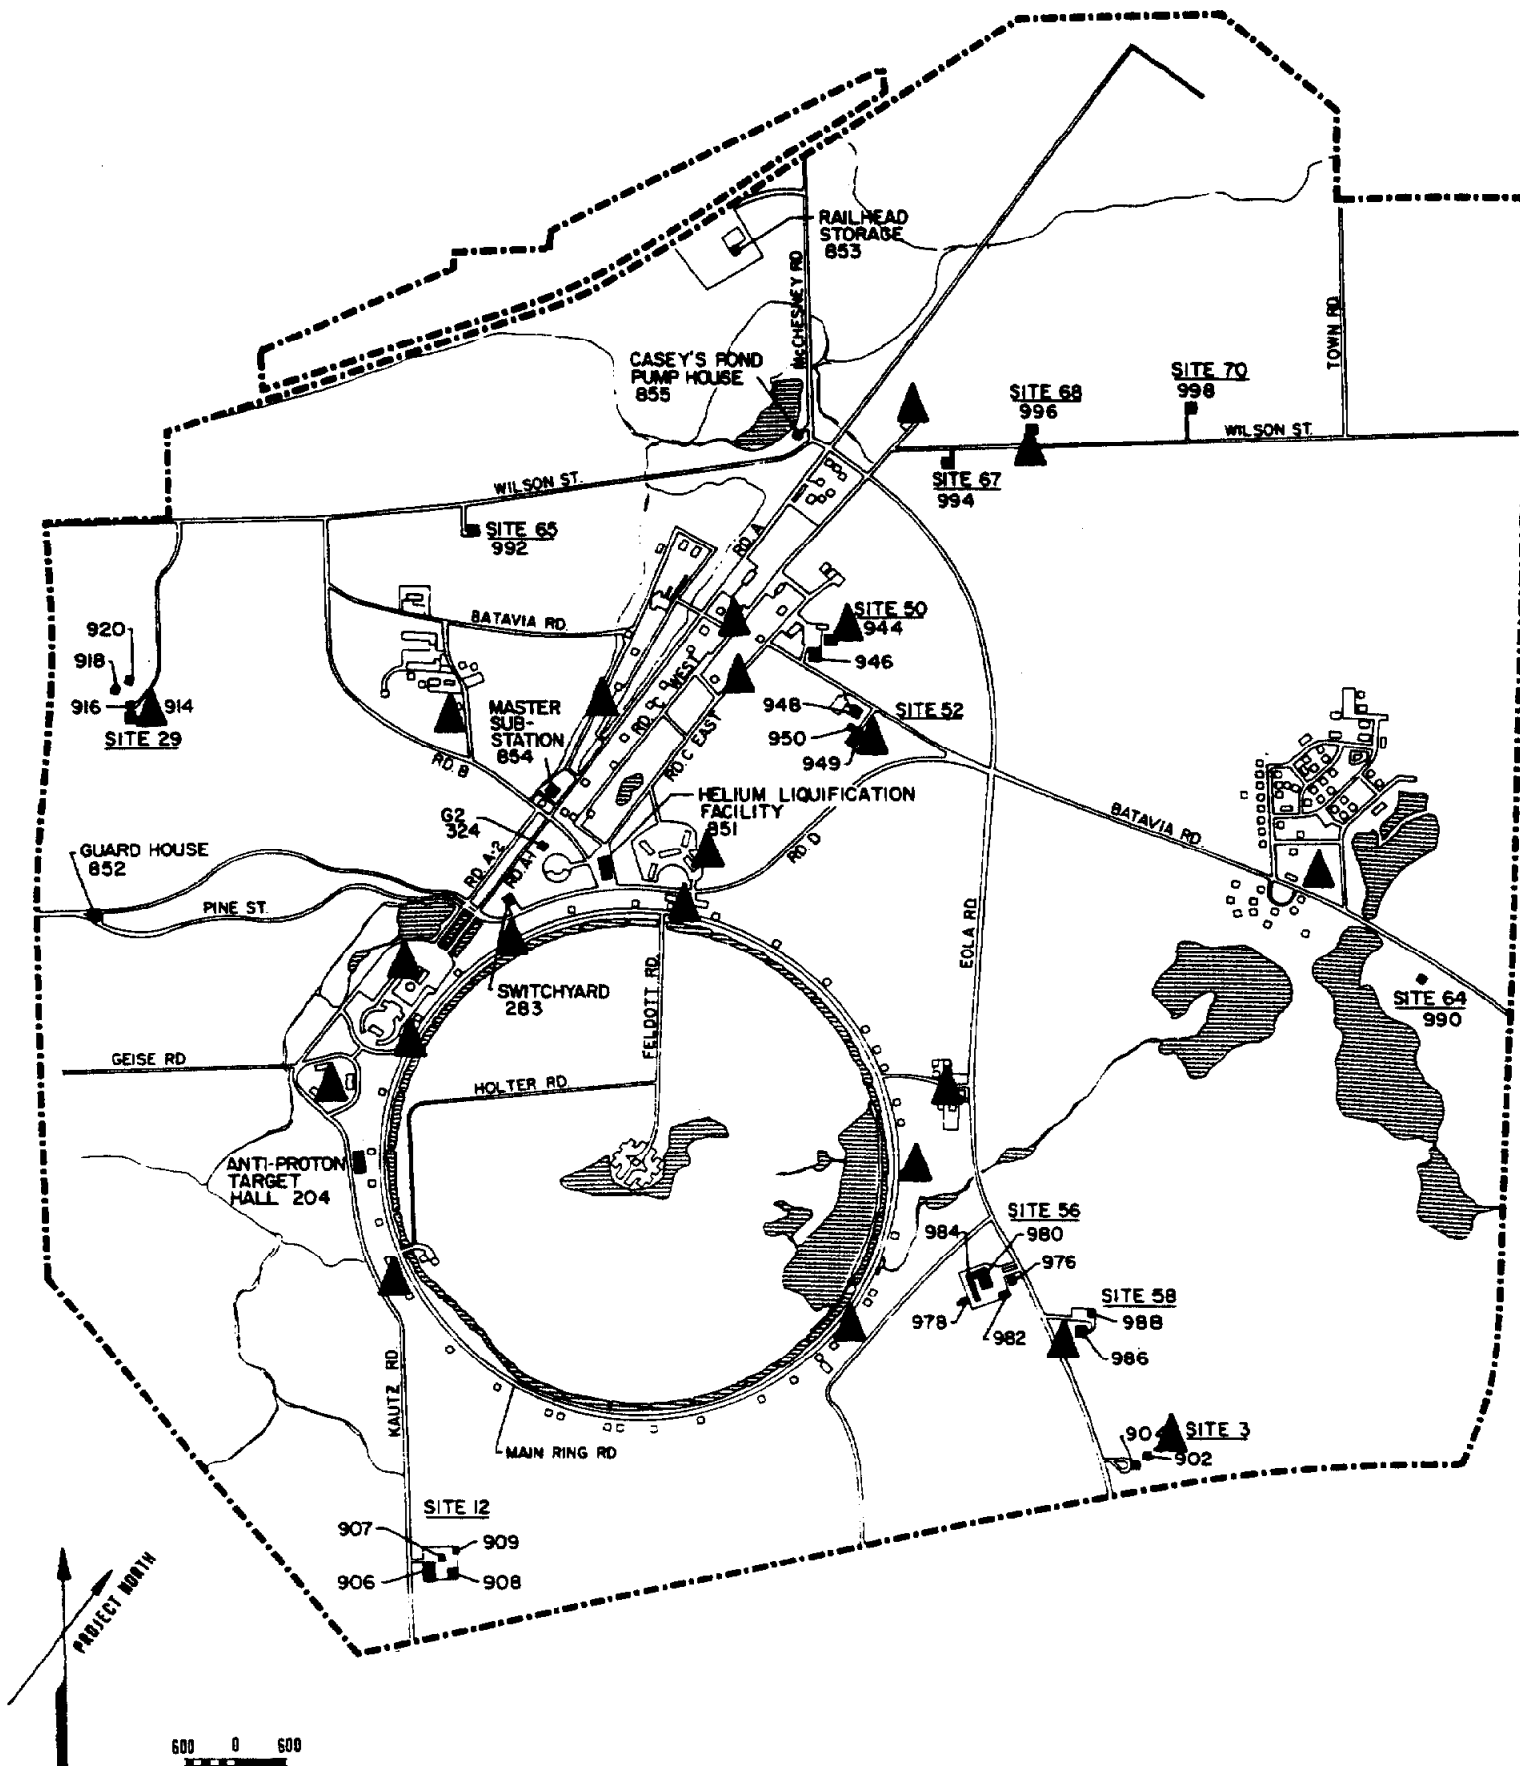 RAILHEAD
STORAGE
853
McCHESNEY RD
TOWN RD.
CASEY'S POND
PUMP HOUSE
855
SITE 70
998
SITE 68
996
WILSON ST.
SITE 67
994
WILSON ST.
SITE 65
992
RD. A
BATAVIA RD.
SITE 50
944
946
920
918
916
914
SITE 29
948
SITE 52
950
949
MASTER
SUB-
STATION
854
RD. C WEST
RD. C EAST
RD. B
HELIUM LIQUIFICATION
FACILITY
851
G2
324
BATAVIA RD.
RD. D
GUARD HOUSE
852
RD. A-2
RD. A-1
PINE ST.
EOLA RD.
FELDOTT RD.
SWITCHYARD
283
SITE 64
990
GEISE RD
HOLTER RD.
ANTI-PROTON
TARGET
HALL 204
SITE 56
984
980
976
978
982
SITE 58
988
986
KAUTZ RD
MAIN RING RD
SITE 3
902
SITE 12
907
909
906
908
PROJECT NORTH
600 0 600